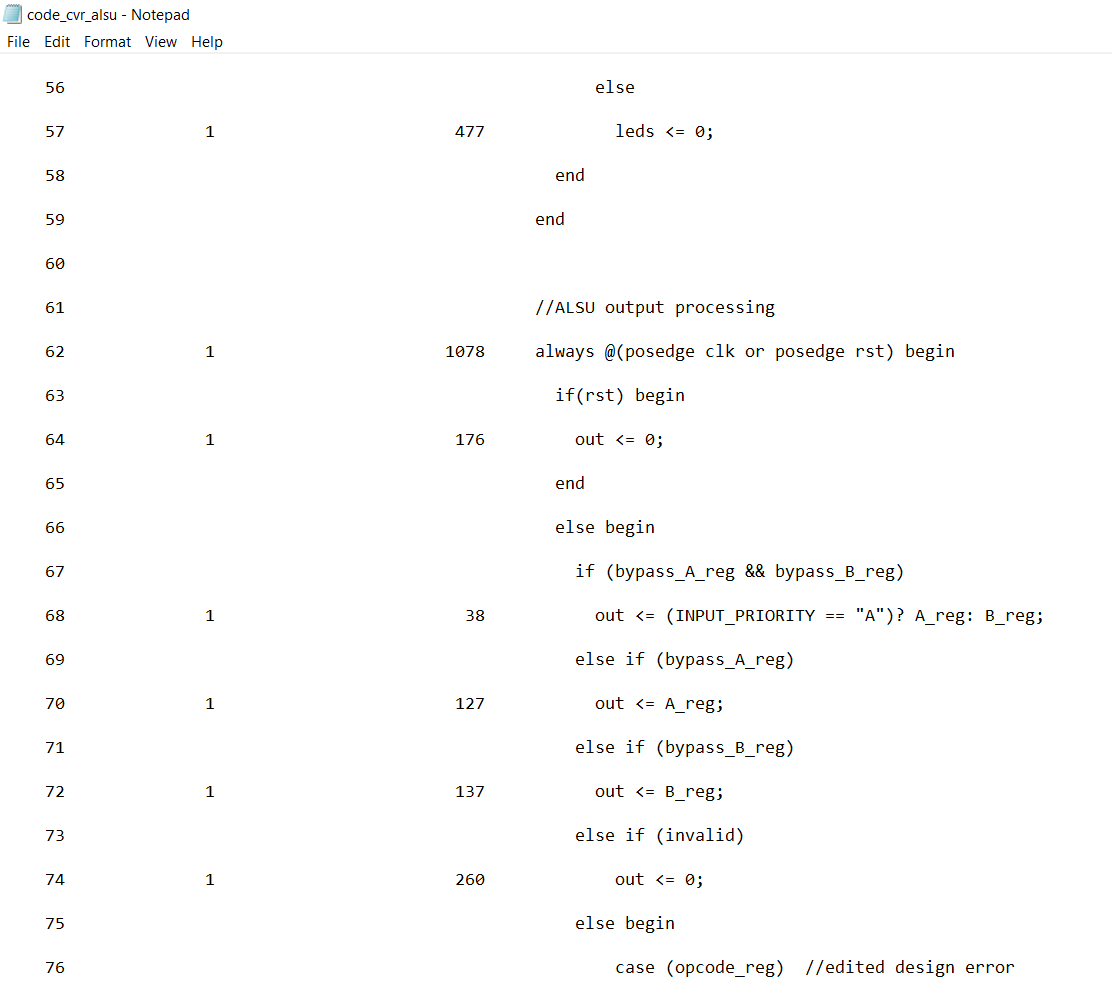 code_cvr_alsu - Notepad
File Edit Format View Help
56 else
57 1 477 leds <= 0;
58 end
59 end
60
61 //ALSU output processing
62 1 1078 always @(posedge clk or posedge rst) begin
63 if(rst) begin
64 1 176 out <= 0;
65 end
66 else begin
67 if (bypass_A_reg && bypass_B_reg)
68 1 38 out <= (INPUT_PRIORITY == "A")? A_reg: B_reg;
69 else if (bypass_A_reg)
70 1 127 out <= A_reg;
71 else if (bypass_B_reg)
72 1 137 out <= B_reg;
73 else if (invalid)
74 1 260 out <= 0;
75 else begin
76 case (opcode_reg) //edited design error